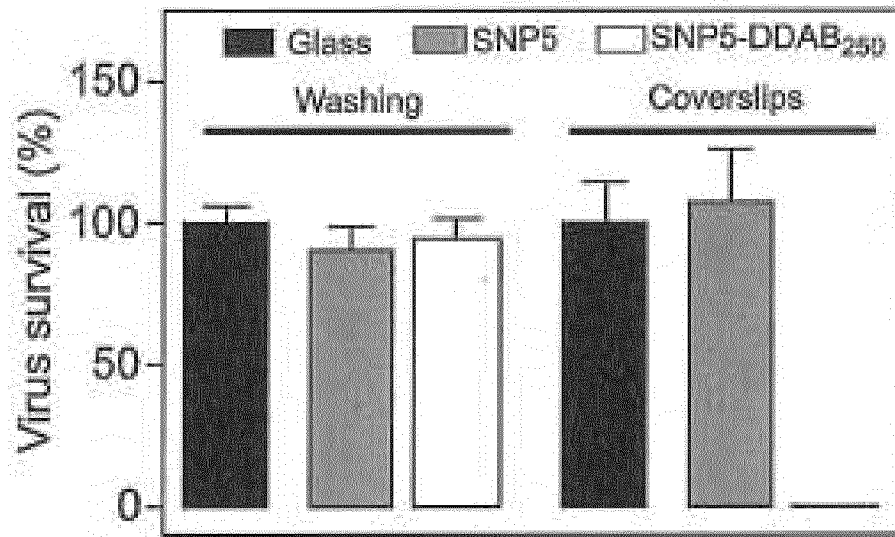 Glass SNP5 SNP5-DDAB₂₅₀
Washing Coverslips
Virus survival (%)
150
100
50
0